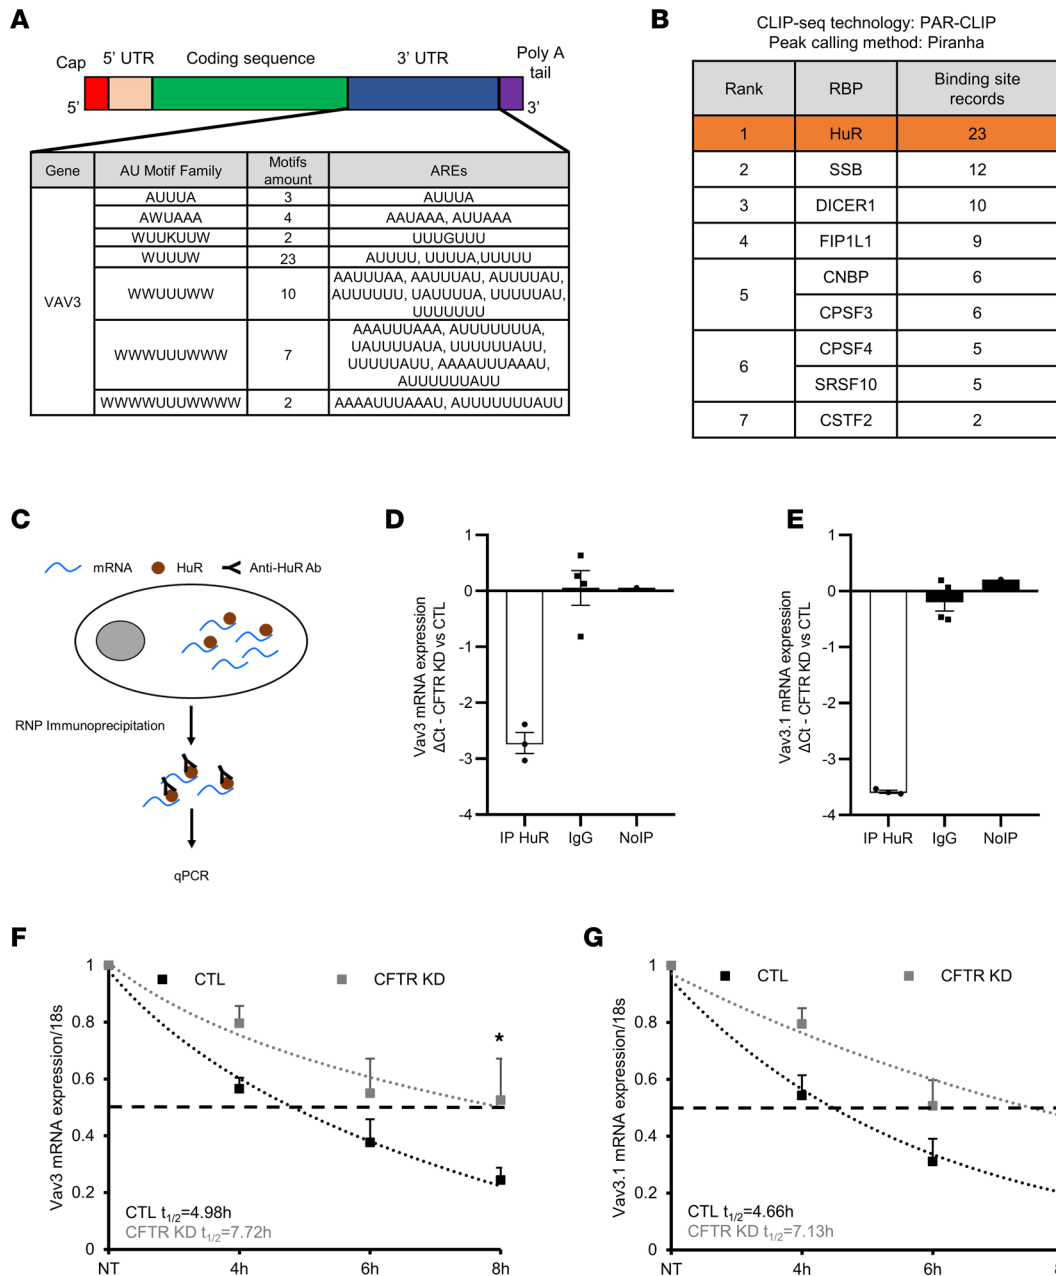 A
Cap
5' UTR
Coding sequence
3' UTR
Poly A
tail
5'
3'
Gene
AU Motif Family
Motifs
amount
AREs
VAV3
AUUUA
3
AUUUA
AWUAAA
4
AAUAAA, AUUAAA
WUUKUUW
2
UUUGUUU
WUUUW
23
AUUUU, UUUUA,UUUUU
WWUUUWW
10
AAUUUAA, AAUUUAU, AUUUUAU,
AUUUUUU, UAUUUUA, UUUUUAU,
UUUUUUU
WWWUUUWWW
7
AAAUUUAAA, AUUUUUUUA,
UAUUUUAUA, UUUUUUAUU,
UUUUUAUU, AAAAUUUAAAU,
AUUUUUUAUU
WWWWUUUWWWW
2
AAAAUUUAAAU, AUUUUUUUAUU
B
CLIP-seq technology: PAR-CLIP
Peak calling method: Piranha
Rank
RBP
Binding site
records
1
HuR
23
2
SSB
12
3
DICER1
10
4
FIP1L1
9
5
CNBP
6
CPSF3
6
6
CPSF4
5
SRSF10
5
7
CSTF2
2
C
mRNA
HuR
Anti-HuR Ab
RNP Immunoprecipitation
qPCR
D
Vav3 mRNA expression
ΔCt - CFTR KD vs CTL
1
0
-1
-2
-3
-4
IP HuR
IgG
NoIP
E
Vav3.1 mRNA expression
ΔCt - CFTR KD vs CTL
1
0
-1
-2
-3
-4
IP HuR
IgG
NoIP
F
Vav3 mRNA expression/18s
1
0.8
0.6
0.4
0.2
0
CTL
CFTR KD
*
CTL t1/2=4.98h
CFTR KD t1/2=7.72h
NT
4h
6h
8h
G
Vav3.1 mRNA expression/18s
1
0.8
0.6
0.4
0.2
0
CTL
CFTR KD
CTL t1/2=4.66h
CFTR KD t1/2=7.13h
NT
4h
6h